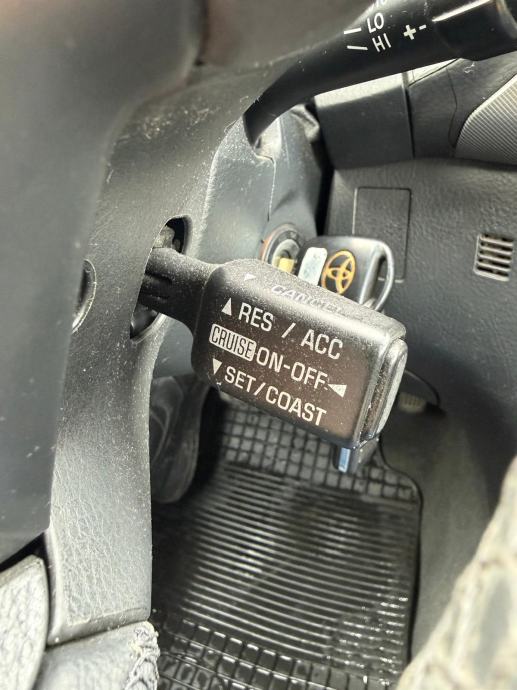 LO
HI
+-
CANCEL
RES / ACC
CRUISE ON-OFF
SET/COAST